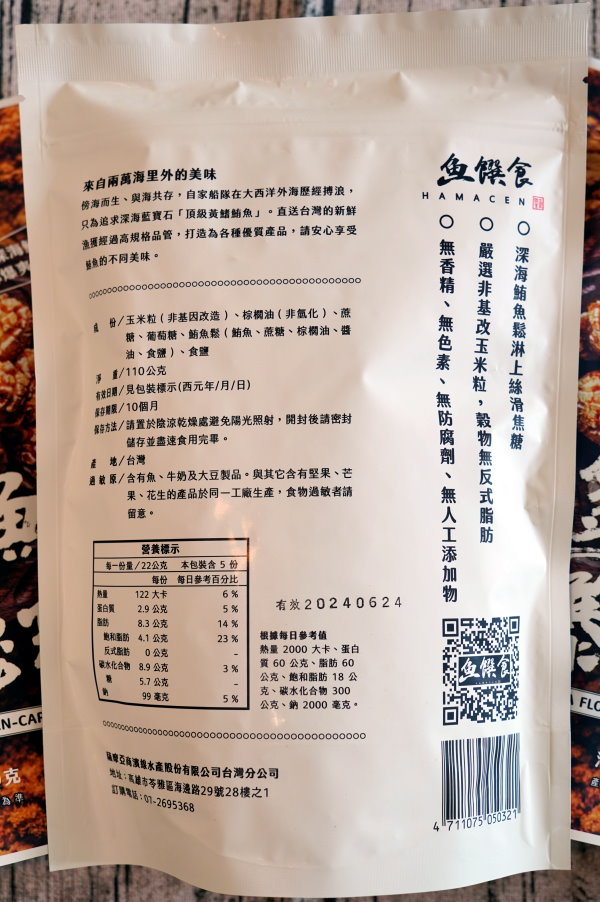 來自兩萬海里外的美味
傍海而生、與海共存，自家船隊在大西洋外海歷經搏浪，
只為追求深海藍寶石「頂級黃鰭鮪魚」。直送台灣的新鮮
漁獲經過高規格品管，打造為各種優質產品，請安心享受
鮪魚的不同美味。
成　份/玉米粒(非基因改造)、棕櫚油(非氫化)、蔗
糖、葡萄糖、鮪魚鬆(鮪魚、蔗糖、棕櫚油、醬
油、食鹽)、食鹽
淨　重/110公克
有效日期/見包裝標示(西元年/月/日)
保存期限/10個月
保存方法/請置於陰涼乾燥處避免陽光照射，開封後請密封
儲存並盡速食用完畢。
產　地/台灣
過敏原/含有魚、牛奶及大豆製品。與其它含有堅果、芒
果、花生的產品於同一工廠生產，食物過敏者請
留意。
營養標示
每一份量/22公克 本包裝含 5 份
每份 每日參考百分比
熱量 122 大卡 6 %
蛋白質 2.9 公克 5 %
脂肪 8.3 公克 14 %
飽和脂肪 4.1 公克 23 %
反式脂肪 0 公克 –
碳水化合物 8.9 公克 3 %
糖 5.7 公克 –
鈉 99 毫克 5 %
有效20240624
根據每日參考值
熱量 2000 大卡、蛋白
質 60 公克、脂肪 60
公克、飽和脂肪 18 公
克、碳水化合物 300
公克、鈉 2000 毫克。
薩摩亞商濱錸水產股份有限公司台灣分公司
地址:高雄市苓雅區海邊路29號28樓之1
訂購電話:07-2695368
魚饌食
HAMACEN
○ 深海鮪魚鬆淋上絲滑焦糖
○ 嚴選非基改玉米粒，穀物無反式脂肪
○ 無香精、無色素、無防腐劑、無人工添加物
魚饌食
4 711075 050321
EN-CAR
克
為準
FLO